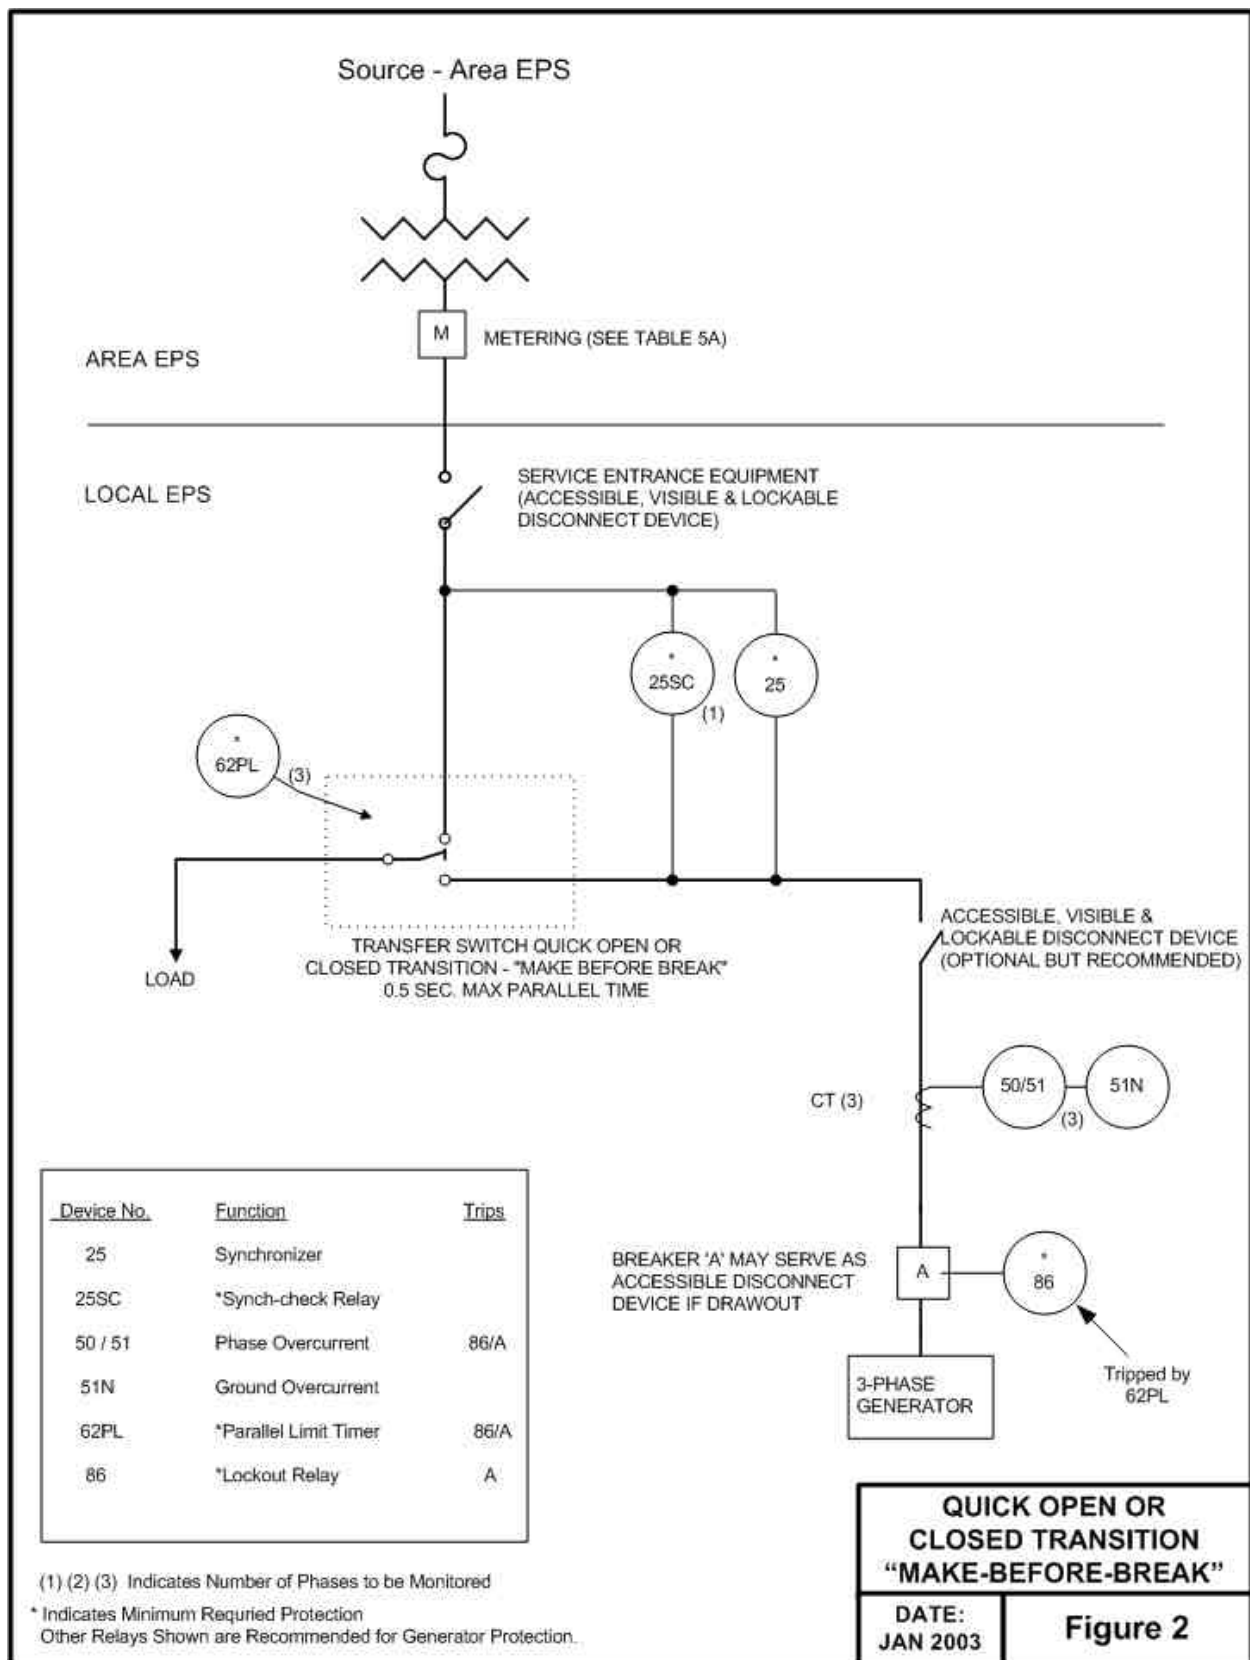 Source - Area EPS
M
METERING (SEE TABLE 5A)
AREA EPS
LOCAL EPS
SERVICE ENTRANCE EQUIPMENT
(ACCESSIBLE, VISIBLE & LOCKABLE
DISCONNECT DEVICE)
*
25SC
(1)
*
25
*
62PL
(3)
LOAD
TRANSFER SWITCH QUICK OPEN OR
CLOSED TRANSITION - "MAKE BEFORE BREAK"
0.5 SEC. MAX PARALLEL TIME
ACCESSIBLE, VISIBLE &
LOCKABLE DISCONNECT DEVICE
(OPTIONAL BUT RECOMMENDED)
CT (3)
50/51
(3)
51N
BREAKER 'A' MAY SERVE AS
ACCESSIBLE DISCONNECT
DEVICE IF DRAWOUT
A
*
86
Tripped by
62PL
3-PHASE
GENERATOR
Device No. Function Trips
25 Synchronizer
25SC *Synch-check Relay
50 / 51 Phase Overcurrent 86/A
51N Ground Overcurrent
62PL *Parallel Limit Timer 86/A
86 *Lockout Relay A
(1) (2) (3) Indicates Number of Phases to be Monitored
* Indicates Minimum Requried Protection
Other Relays Shown are Recommended for Generator Protection.
QUICK OPEN OR
CLOSED TRANSITION
“MAKE-BEFORE-BREAK”
DATE:
JAN 2003
Figure 2